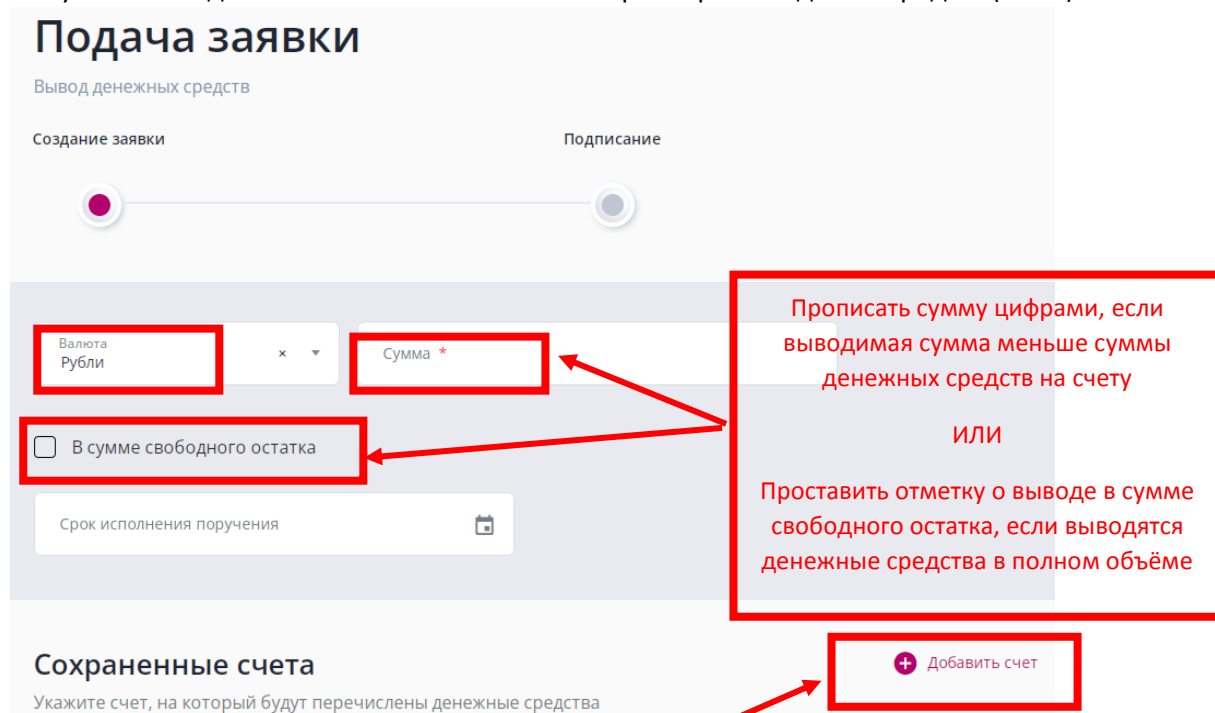 Подача заявки
Вывод денежных средств
Создание заявки
Подписание
Валюта
Рубли
× 
Сумма *
В сумме свободного остатка
Срок исполнения поручения
Прописать сумму цифрами, если
выводимая сумма меньше суммы
денежных средств на счету
ИЛИ
Проставить отметку о выводе в сумме
свободного остатка, если выводятся
денежные средства в полном объёме
Сохраненные счета
Добавить счет
Укажите счет, на который будут перечислены денежные средства